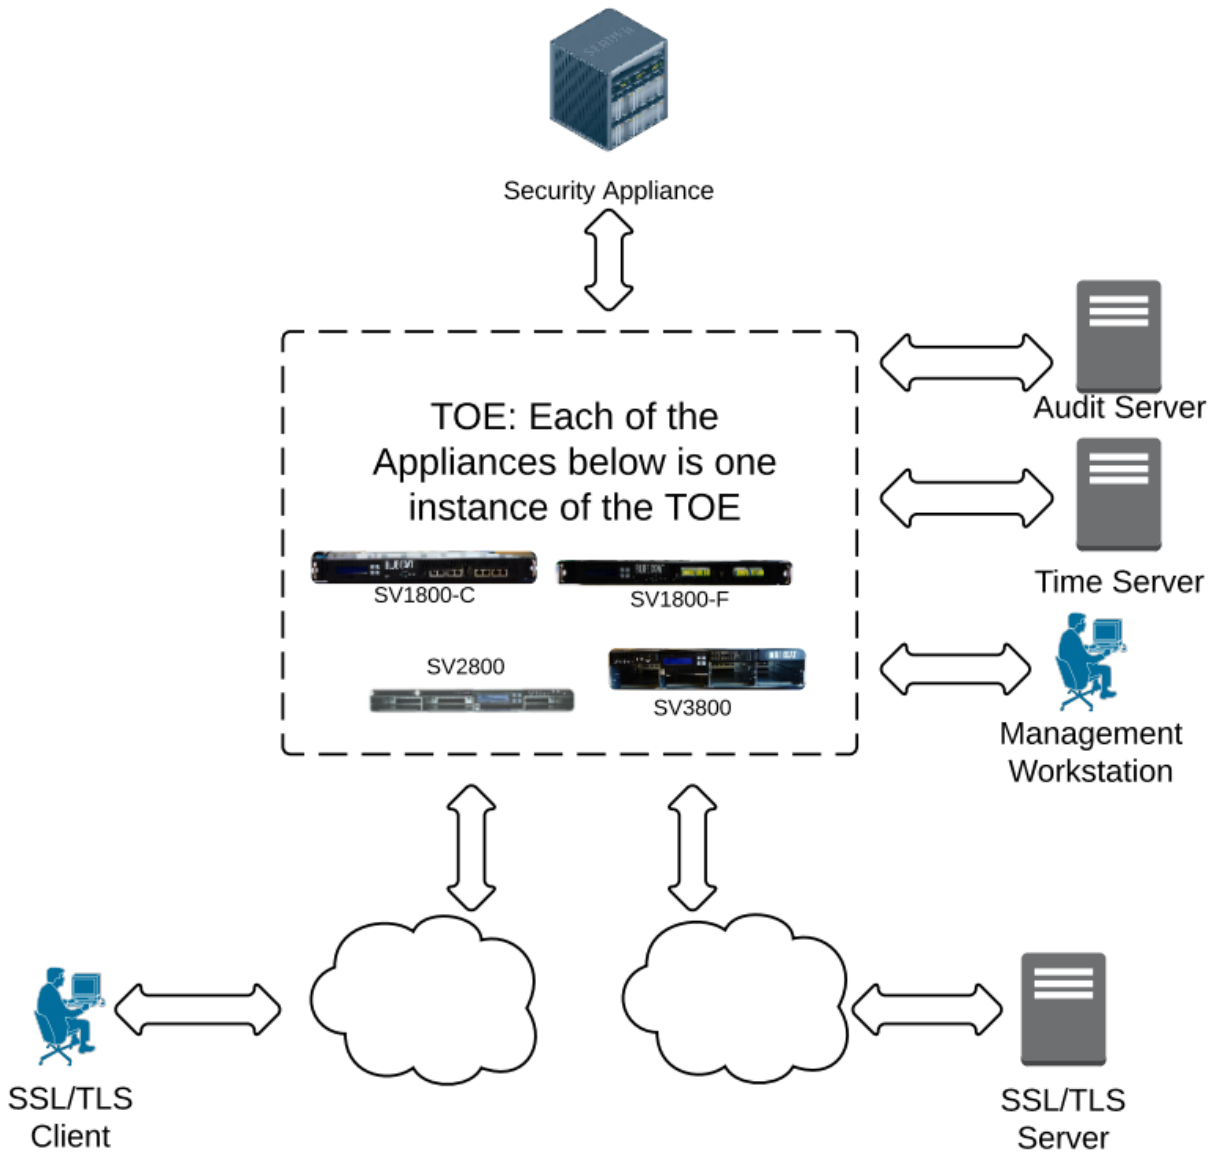 Security Appliance
TOE: Each of the
Appliances below is one
instance of the TOE
SV1800-C
SV1800-F
SV2800
SV3800
Audit Server
Time Server
Management
Workstation
SSL/TLS
Client
SSL/TLS
Server